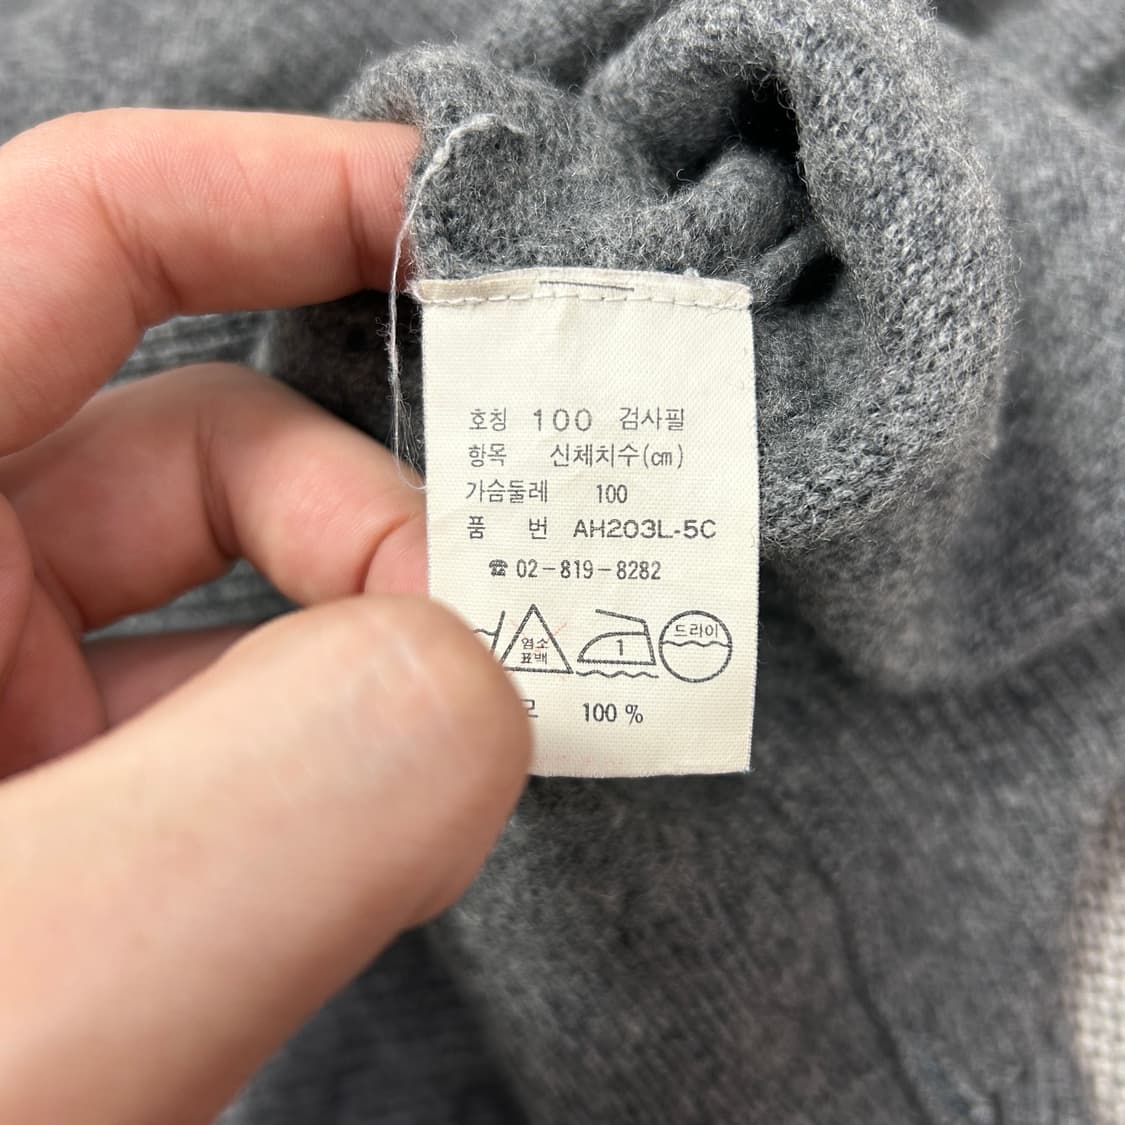 호칭 100 검사필
항목 신체치수(㎝)
가슴둘레 100
품 번 AH203L-5C
☎ 02-819-8282
염소
표백
1
드라이
모 100 %